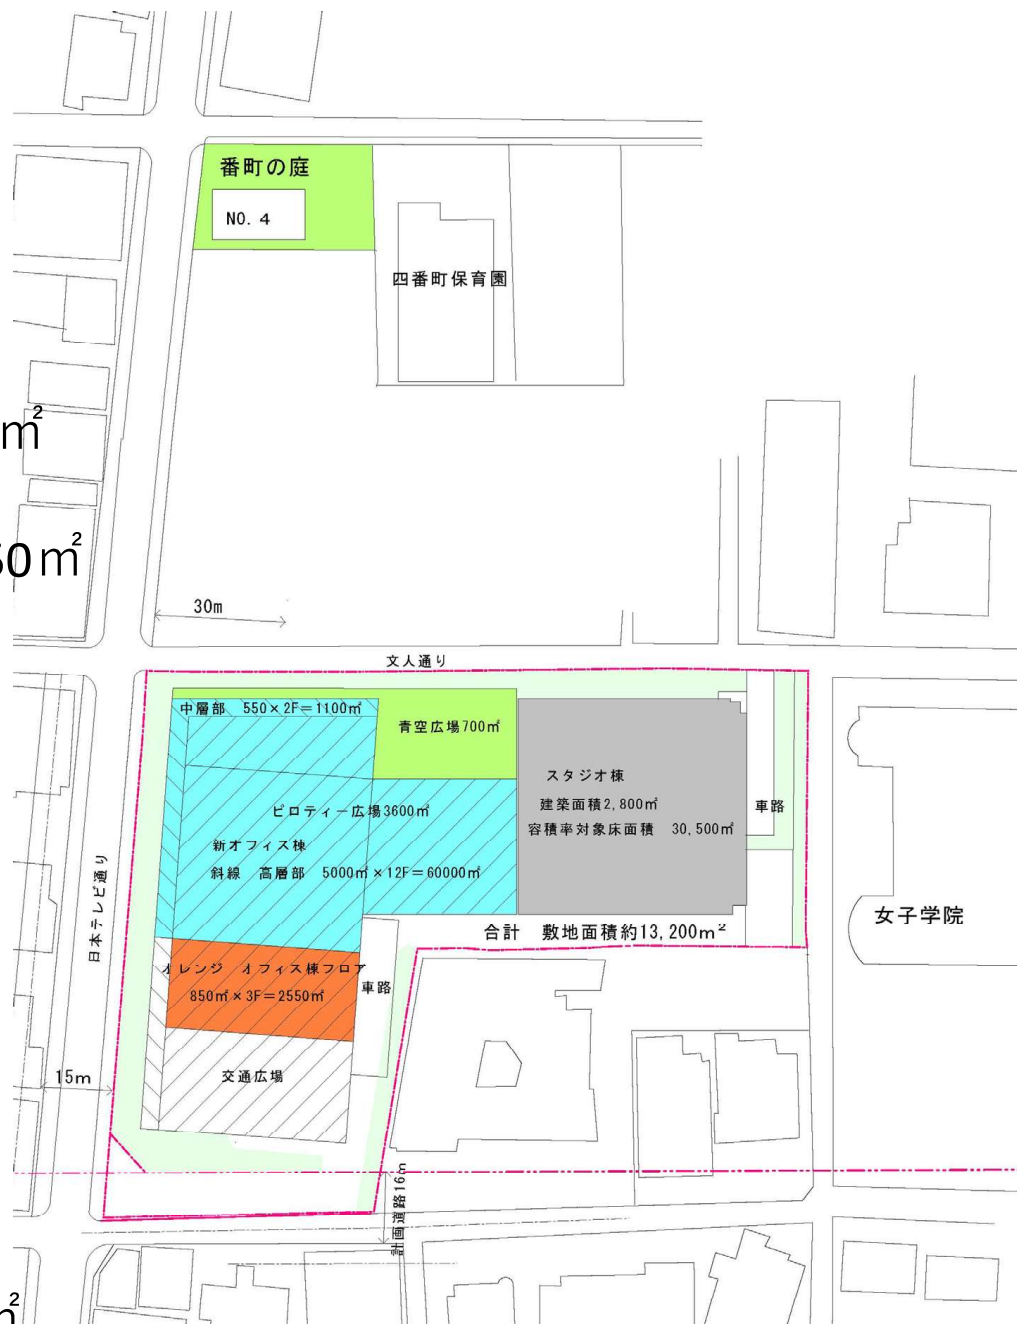 番町の庭
NO. 4
四番町保育園
㎡
50㎡
30m
文人通り
中層部 550×2F=1100㎡
青空広場700㎡
スタジオ棟
建築面積2,800㎡
容積率対象床面積 30,500㎡
車路
ピロティー広場3600㎡
新オフィス棟
斜線 高層部 5000㎡×12F=60000㎡
日本テレビ通り
女子学院
合計 敷地面積約13,200m²
オレンジ オフィス棟フロア
850㎡×3F=2550㎡
車路
15m
交通広場
計画道路16m
㎡